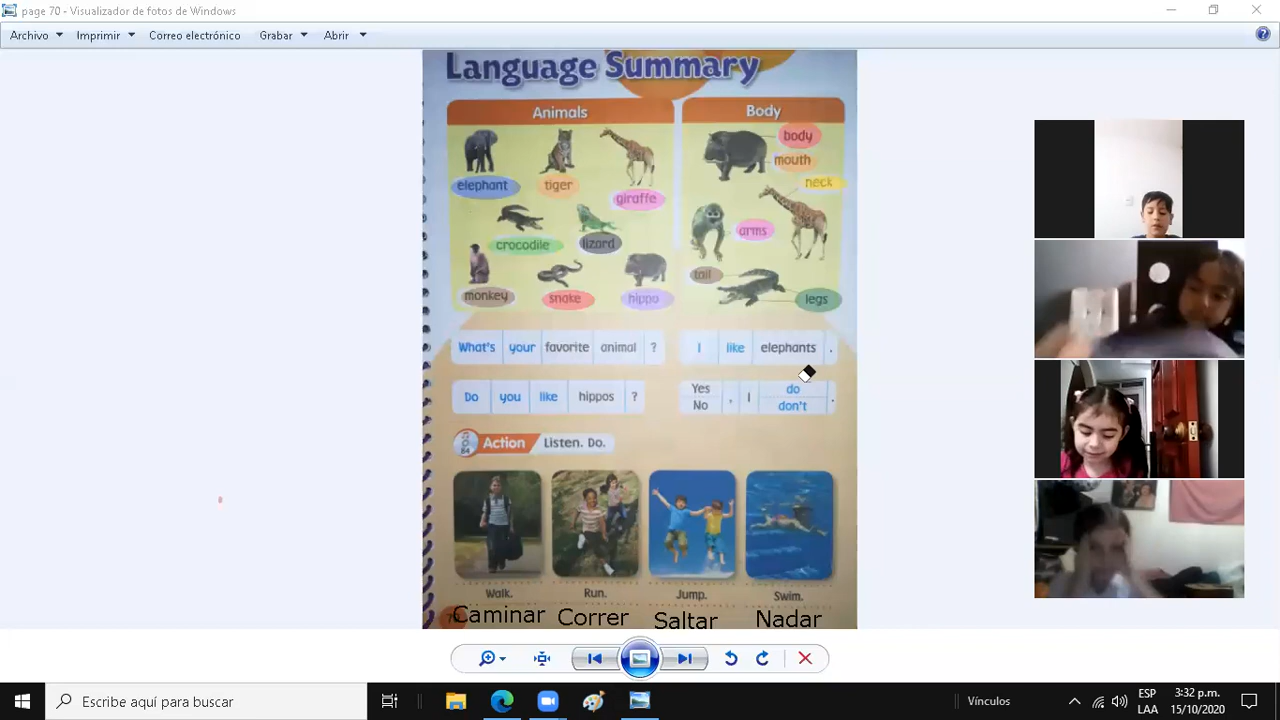 page 70 - Visualizador de fotos de Windows
Archivo Imprimir Correo electrónico Grabar Abrir
Language Summary
Animals
elephant
tiger
giraffe
crocodile
lizard
monkey
snake
hippo
Body
body
mouth
neck
arms
tail
legs
What's your favorite animal ?
I like elephants .
Do you like hippos ?
Yes
No
, I
do
don't
.
84
Action Listen. Do.
Walk. Run. Jump. Swim.
Caminar Correr Saltar Nadar
Escribe aquí para buscar
Vínculos
ESP
LAA
3:32 p.m.
15/10/2020